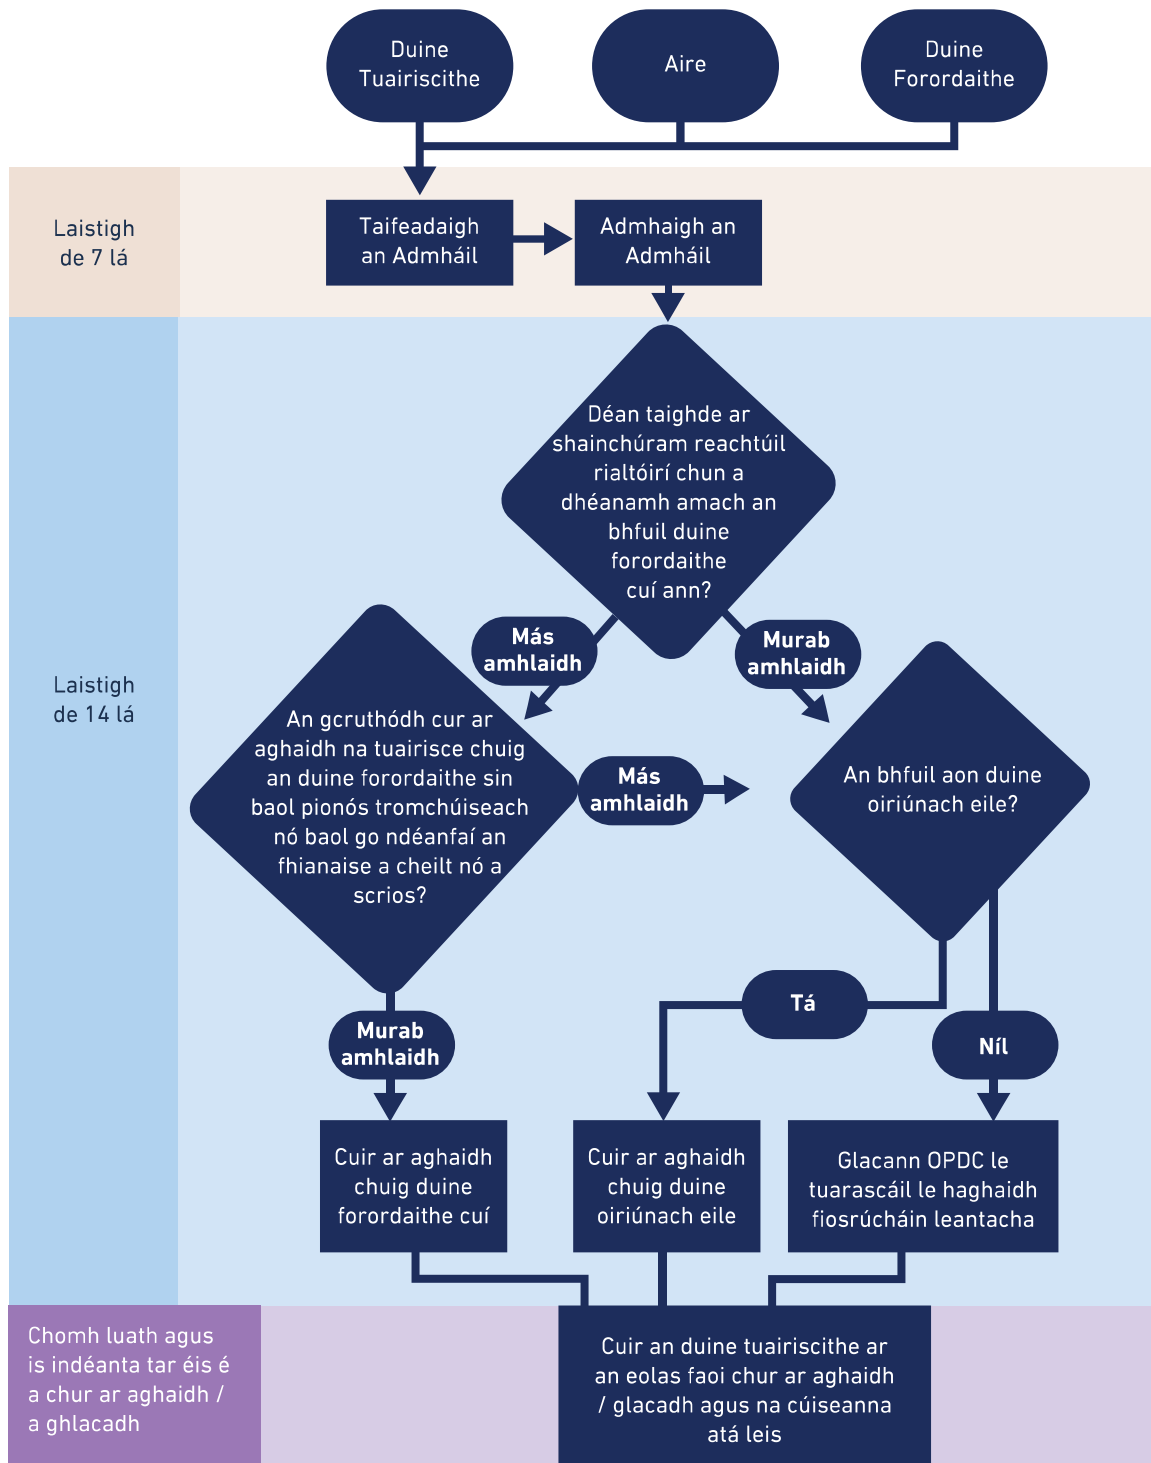 Duine
Tuairiscithe
Aire
Duine
Forordaithe
Laistigh
de 7 lá
Taifeadaigh
an Admháil
Admhaigh an
Admháil
Laistigh
de 14 lá
Déan taighde ar
shainchúram reachtúil
rialtóirí chun a
dhéanamh amach an
bhfuil duine
forordaithe
cuí ann?
Más
amhlaidh
Murab
amhlaidh
An gcruthódh cur ar
aghaidh na tuairisce chuig
an duine forordaithe sin
baol pionós tromchúiseach
nó baol go ndéanfaí an
fhianaise a cheilt nó a
scrios?
Más
amhlaidh
An bhfuil aon duine
oiriúnach eile?
Tá
Níl
Murab
amhlaidh
Cuir ar aghaidh
chuig duine
forordaithe cuí
Cuir ar aghaidh
chuig duine
oiriúnach eile
Glacann OPDC le
tuarascáil le haghaidh
fiosrúcháin leantacha
Chomh luath agus
is indéanta tar éis é
a chur ar aghaidh /
a ghlacadh
Cuir an duine tuairiscithe ar
an eolas faoi chur ar aghaidh
/ glacadh agus na cúiseanna
atá leis